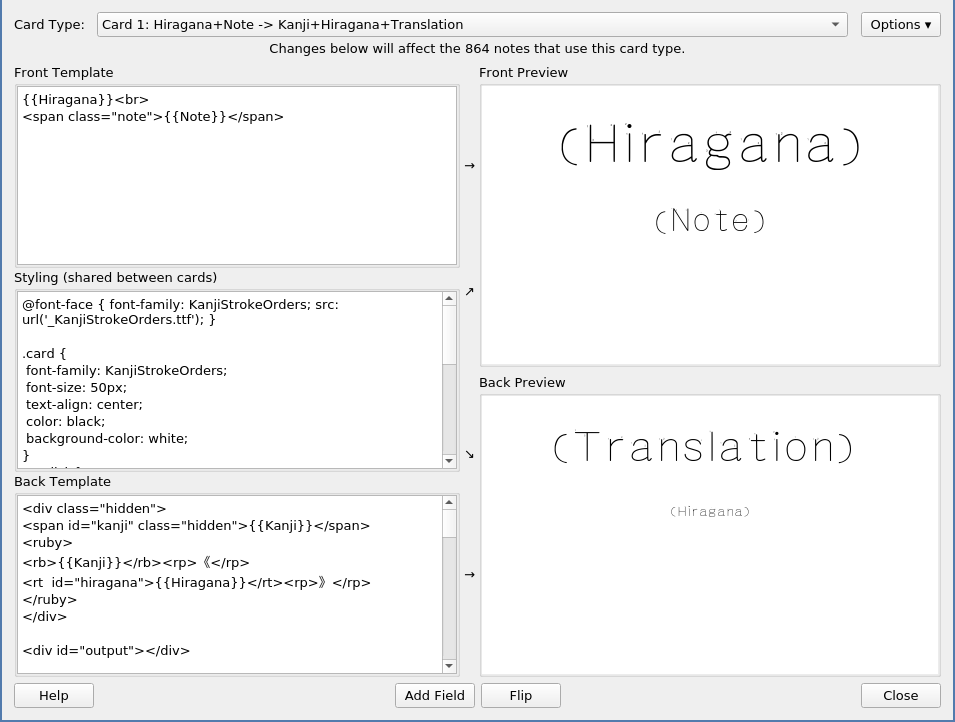 Card Type: Card 1: Hiragana+Note -> Kanji+Hiragana+Translation Options ▾
Changes below will affect the 864 notes that use this card type.
Front Template
{{Hiragana}}<br>
<span class="note">{{Note}}</span>
→
Styling (shared between cards)
@font-face { font-family: KanjiStrokeOrders; src:
url('_KanjiStrokeOrders.ttf'); }
.card {
font-family: KanjiStrokeOrders;
font-size: 50px;
text-align: center;
color: black;
background-color: white;
}
↗
↘
Back Template
<div class="hidden">
<span id="kanji" class="hidden">{{Kanji}}</span>
<ruby>
<rb>{{Kanji}}</rb><rp>《</rp>
<rt  id="hiragana">{{Hiragana}}</rt><rp>》</rp>
</ruby>
</div>
<div id="output"></div>
→
Front Preview
(Hiragana)
(Note)
Back Preview
(Translation)
(Hiragana)
Help Add Field Flip Close